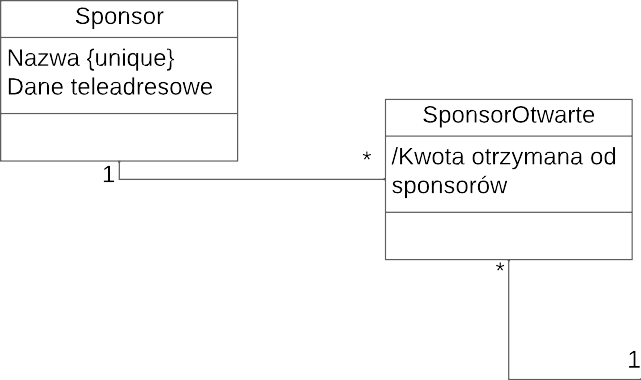 Sponsor
Nazwa {unique}
Dane teleadresowe
1
*
SponsorOtwarte
/Kwota otrzymana od
sponsorów
*
1